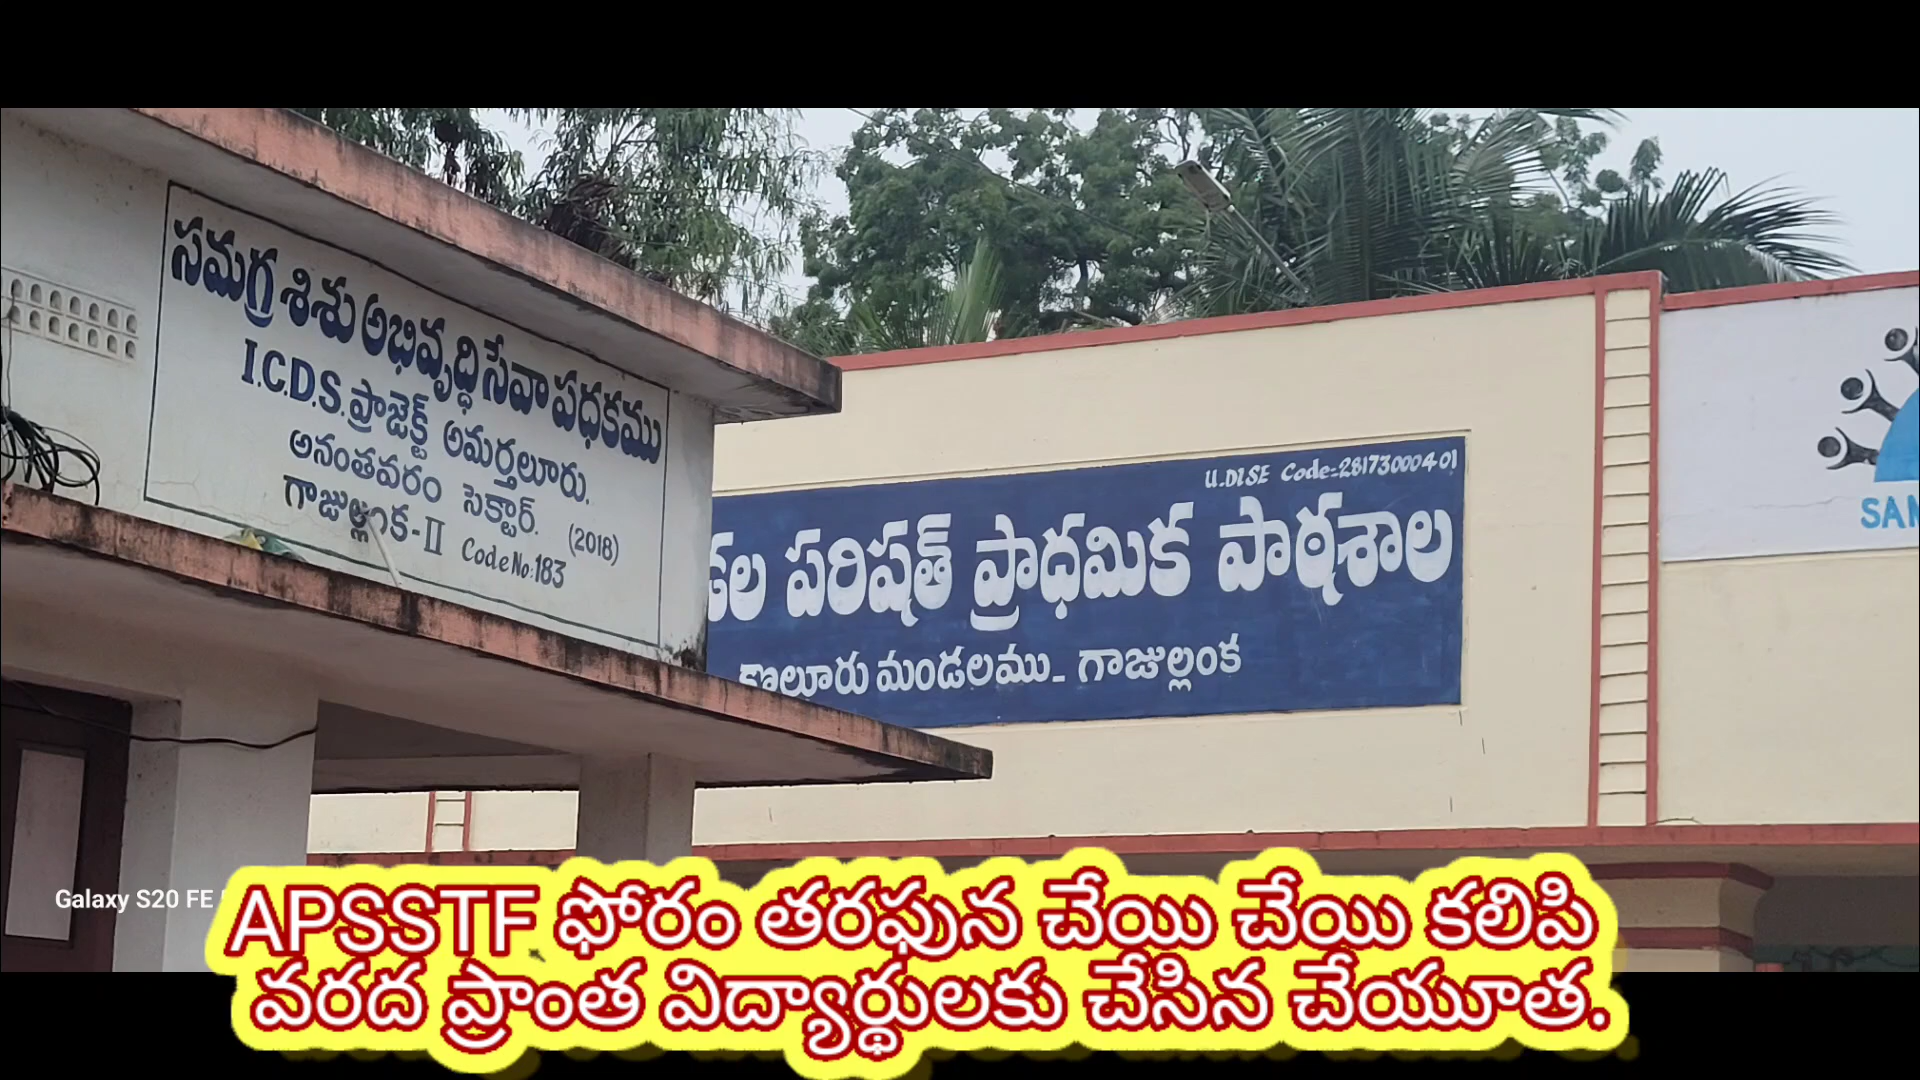 సమగ్ర శిశు అభివృద్ధి సేవా పథకము
I.C.D.S. ప్రాజెక్ట్ అమర్తలూరు.
అనంతవరం సెక్టార్. (2018)
గాజుల్లంక-II Code No:183
U.DISE Code:-28173000401
డల పరిషత్ ప్రాథమిక పాఠశాల
కొల్లూరు మండలము_ గాజుల్లంక
SAM
Galaxy S20 FE
APSSTF ఫోరం తరఫున చేయి చేయి కలిపి
వరద ప్రాంత విద్యార్థులకు చేసిన చేయూత.